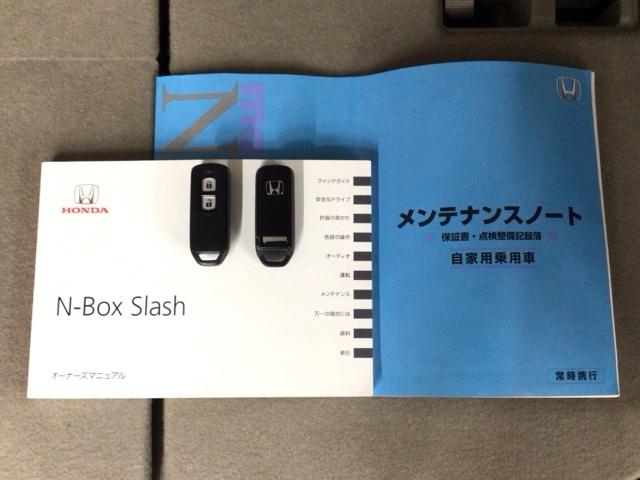 HONDA
N-Box Slash
オーナーズマニュアル
クイックガイド
安全なドライブ
計器の見かた
各部の操作
オーディオ
運転
メンテナンス
万一の場合には
資料
索引
N
メンテナンスノート
保証書・点検整備記録簿
自家用乗用車
常時携行